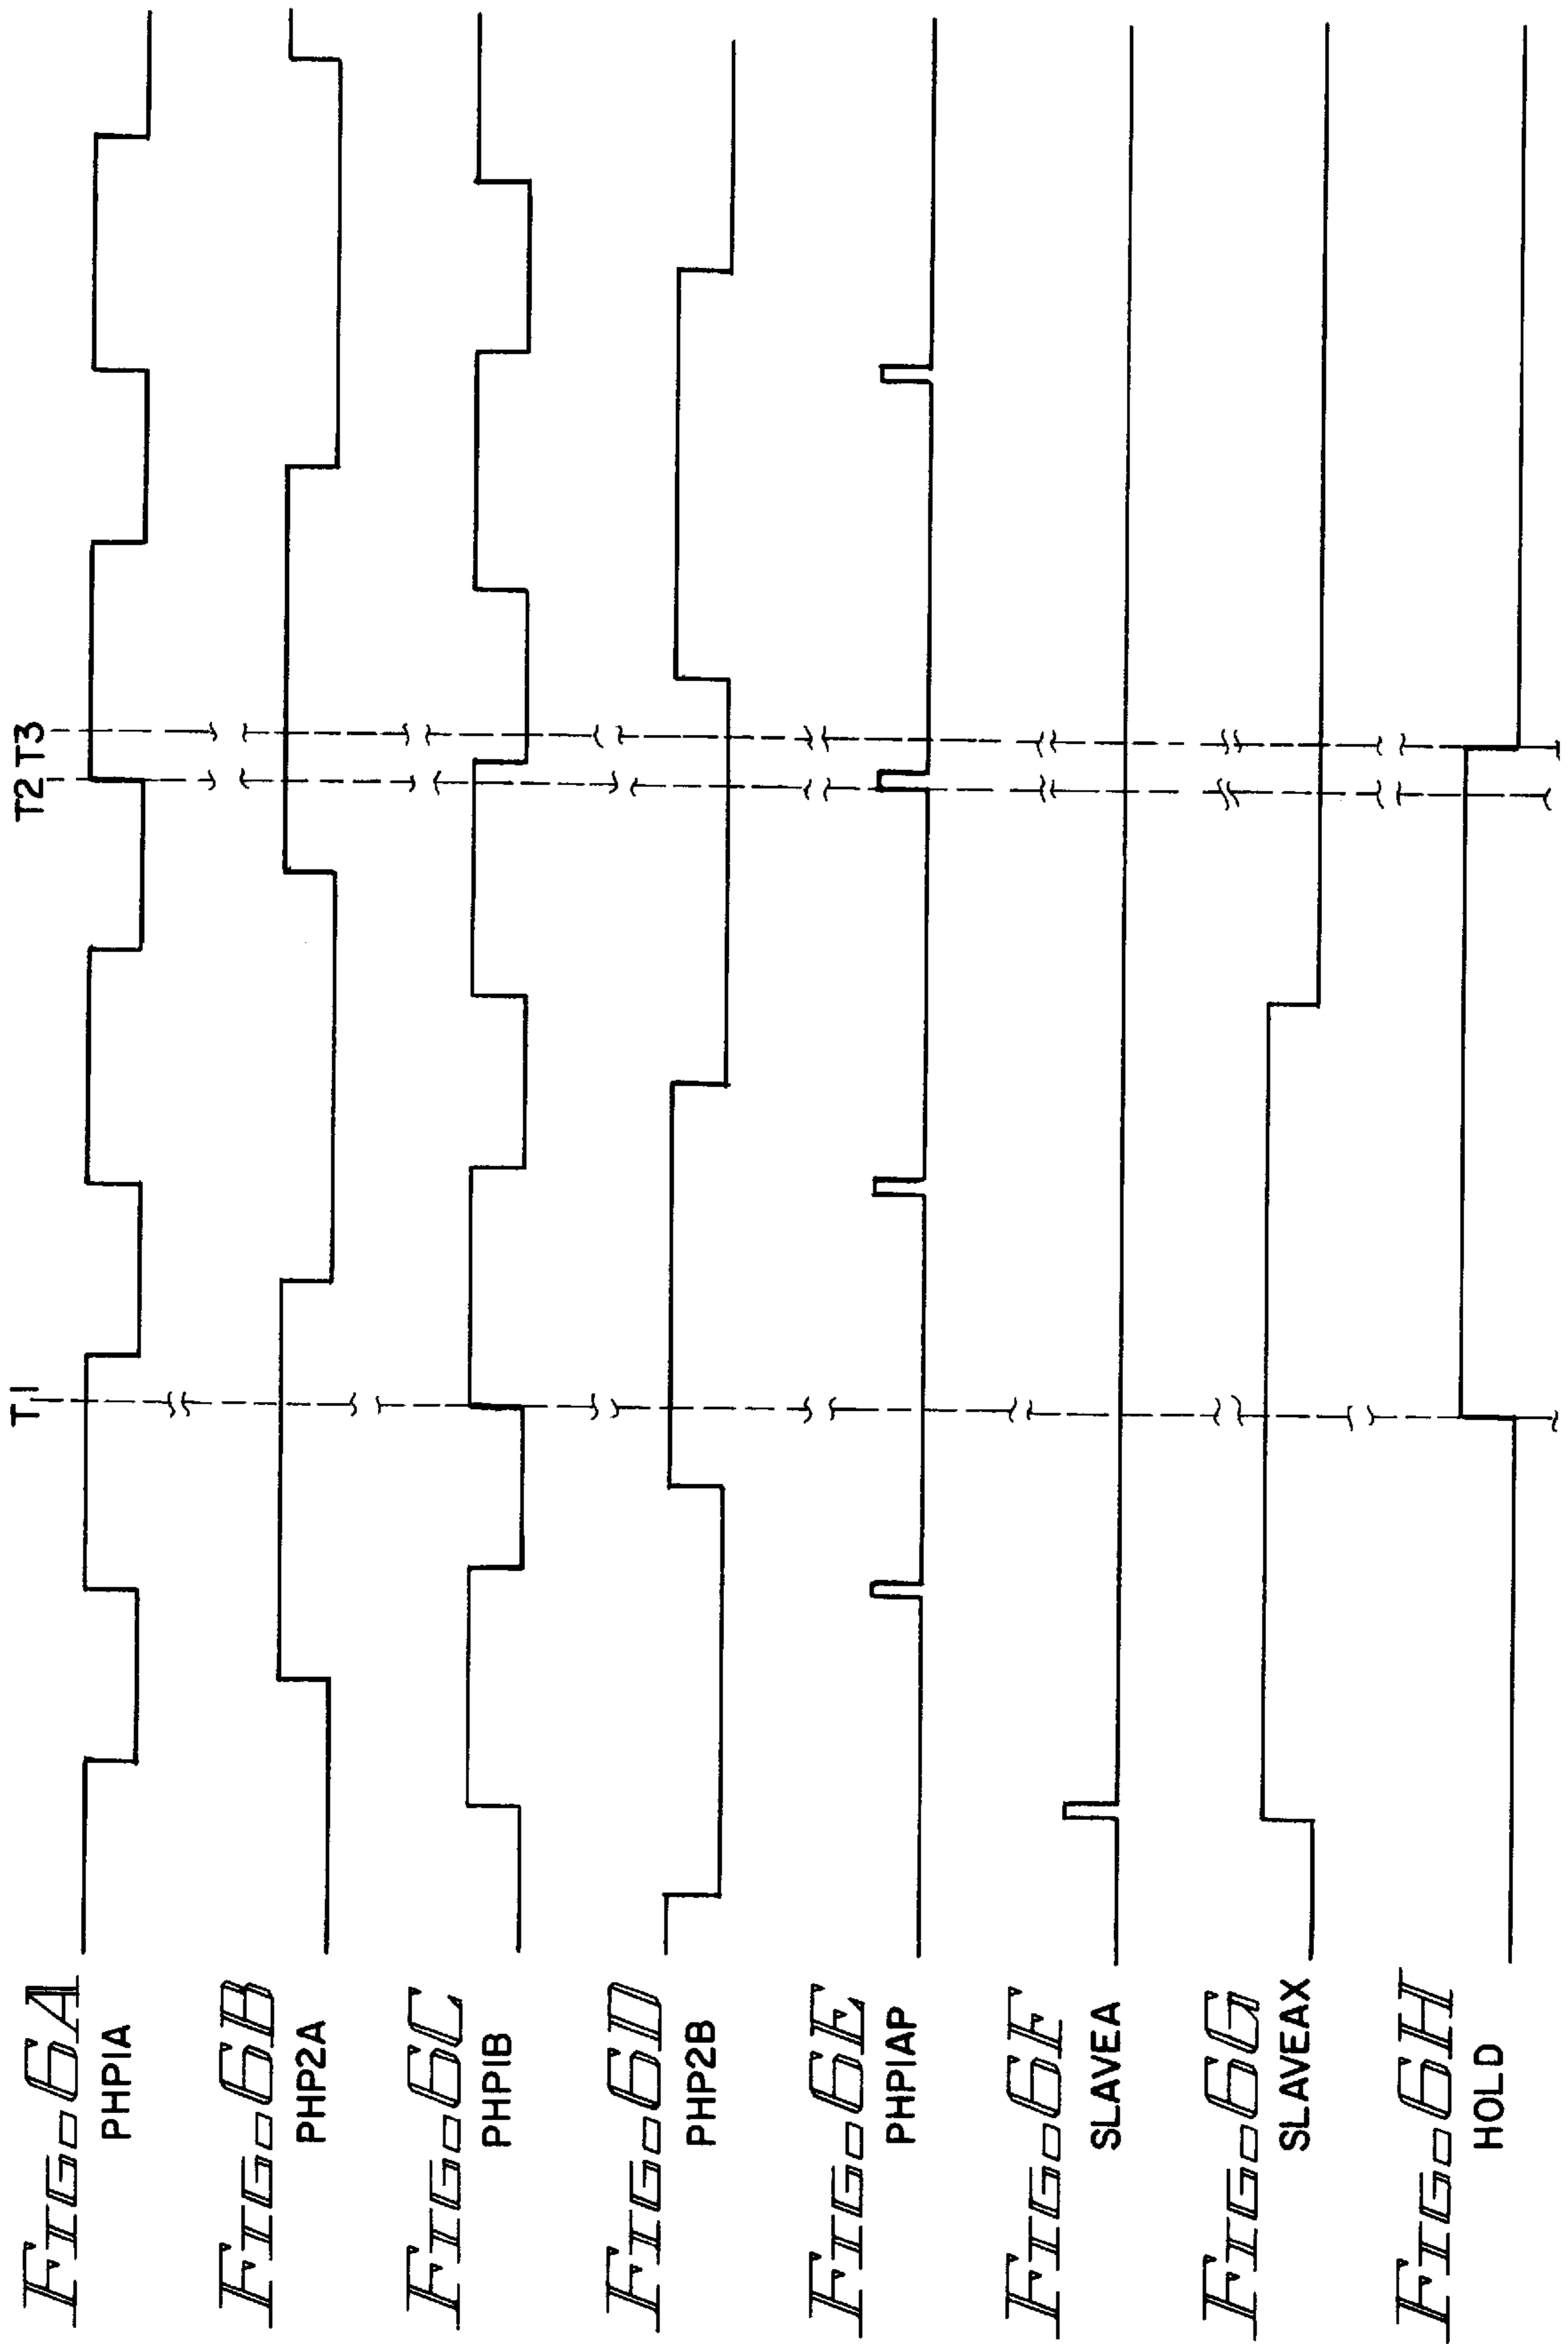 T1
T2 T3
FIG. 6A
PHP1A
FIG. 6B
PHP2A
FIG. 6C
PHP1B
FIG. 6D
PHP2B
FIG. 6E
PHP1AP
FIG. 6F
SLAVEA
FIG. 6G
SLAVEAX
FIG. 6H
HOLD